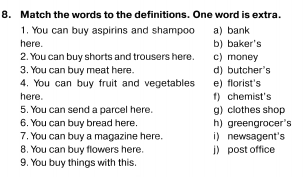 8. Match the words to the definitions. One word is extra.
1. You can buy aspirins and shampoo here.
2. You can buy shorts and trousers here.
3. You can buy meat here.
4. You can buy fruit and vegetables here.
5. You can send a parcel here.
6. You can buy bread here.
7. You can buy a magazine here.
8. You can buy flowers here.
9. You buy things with this.
a) bank
b) baker's
c) money
d) butcher's
e) florist's
f) chemist's
g) clothes shop
h) greengrocer's
i) newsagent's
j) post office